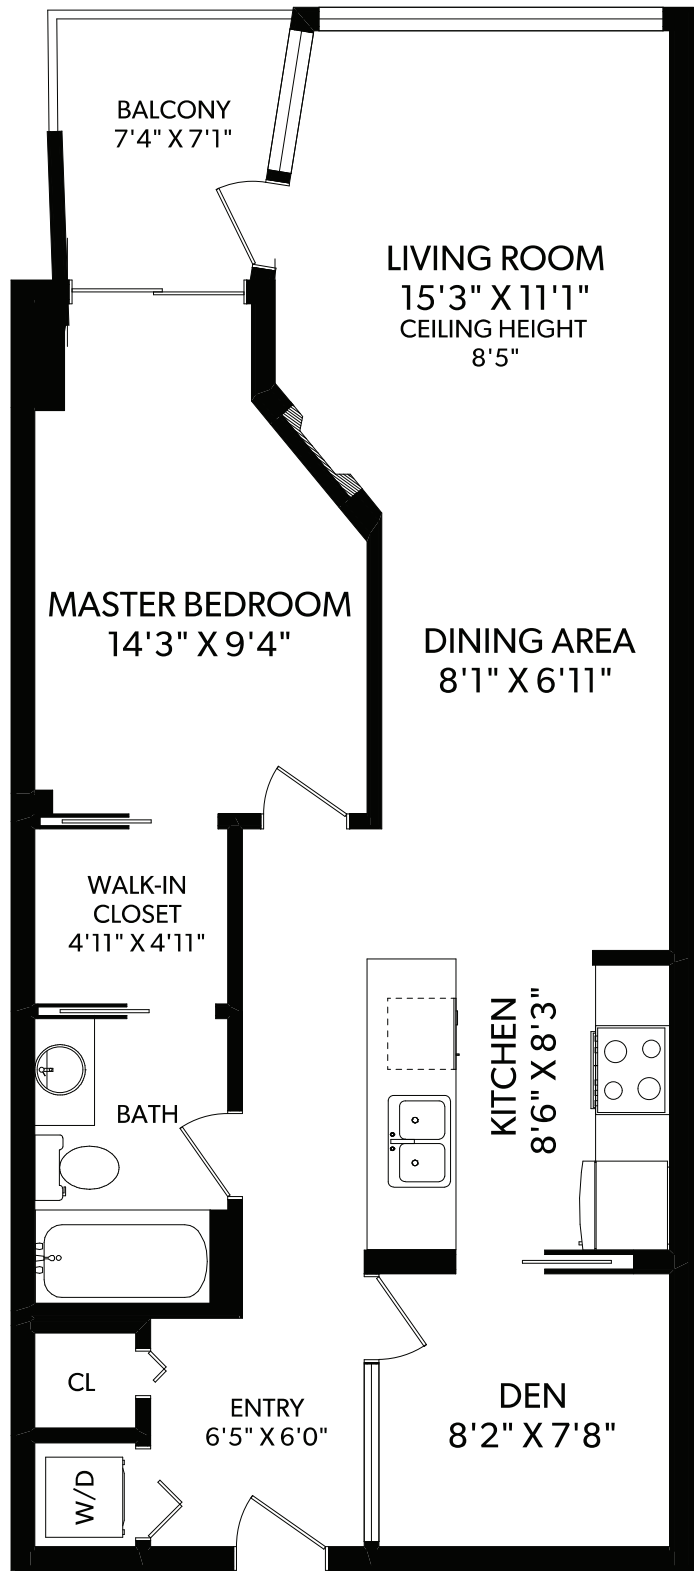 BALCONY
7'4" X 7'1"
LIVING ROOM
15'3" X 11'1"
CEILING HEIGHT
8'5"
MASTER BEDROOM
14'3" X 9'4"
DINING AREA
8'1" X 6'11"
WALK-IN
CLOSET
4'11" X 4'11"
KITCHEN
8'6" X 8'3"
BATH
CL
ENTRY
6'5" X 6'0"
DEN
8'2" X 7'8"
W/D